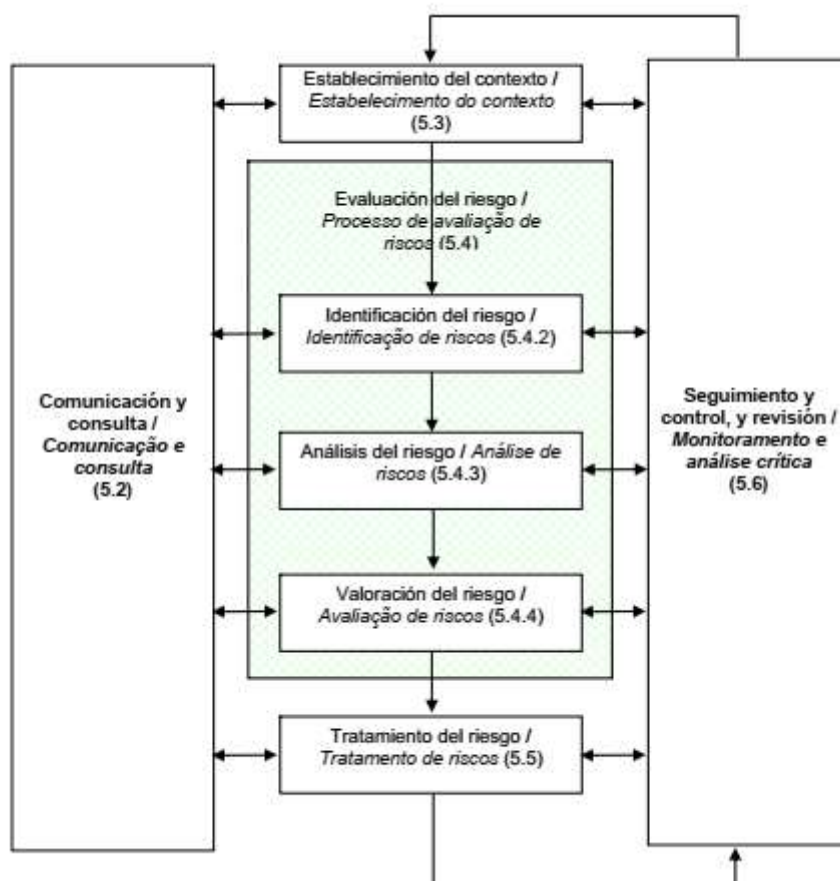 Establecimiento del contexto /
Estabelecimento do contexto
(5.3)
Evaluación del riesgo /
Processo de avaliação de
riscos (5.4)
Identificación del riesgo /
Identificação de riscos (5.4.2)
Comunicación y
consulta /
Comunicação e
consulta
(5.2)
Análisis del riesgo / Análise de
riscos (5.4.3)
Seguimiento y
control, y revisión /
Monitoramento e
análise crítica
(5.6)
Valoración del riesgo /
Avaliação de riscos (5.4.4)
Tratamiento del riesgo /
Tratamento de riscos (5.5)